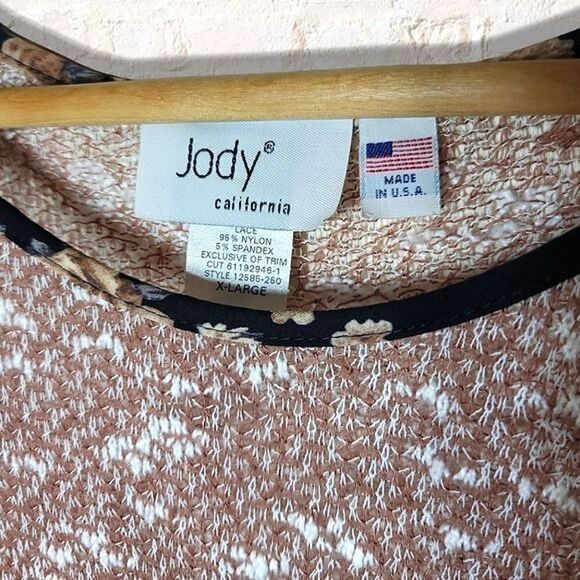 Jody®
california
MADE
IN U.S.A.
LACE
95% NYLON
5% SPANDEX
EXCLUSIVE OF TRIM
CUT 61192946-1
STYLE 12586-250
X-LARGE